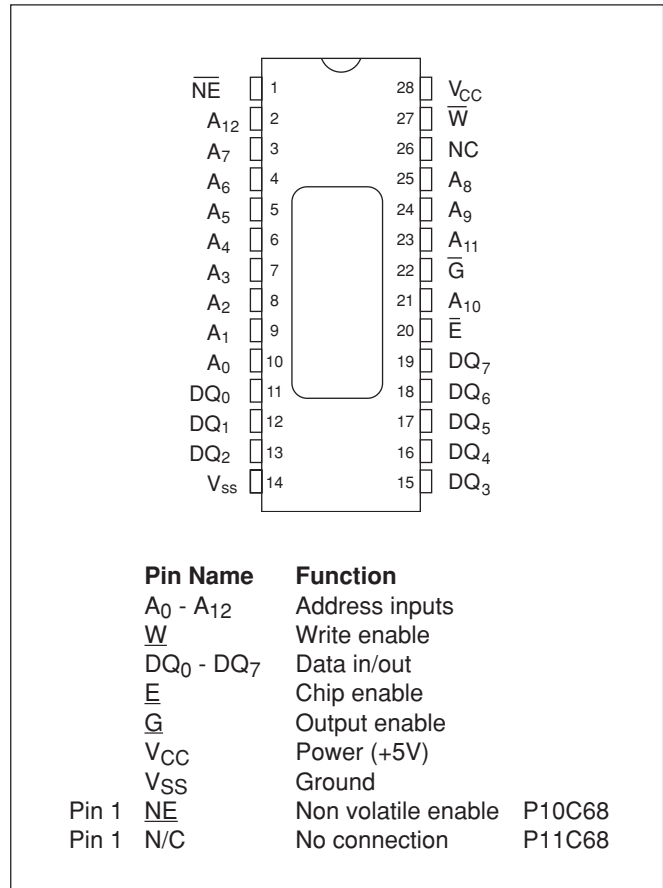 NE 1 28 VCC
A12 2 27 W
A7 3 26 NC
A6 4 25 A8
A5 5 24 A9
A4 6 23 A11
A3 7 22 G
A2 8 21 A10
A1 9 20 E
A0 10 19 DQ7
DQ0 11 18 DQ6
DQ1 12 17 DQ5
DQ2 13 16 DQ4
Vss 14 15 DQ3
Pin Name Function
A0 - A12 Address inputs
W Write enable
DQ0 - DQ7 Data in/out
E Chip enable
G Output enable
VCC Power (+5V)
VSS Ground
Pin 1 NE Non volatile enable P10C68
Pin 1 N/C No connection P11C68